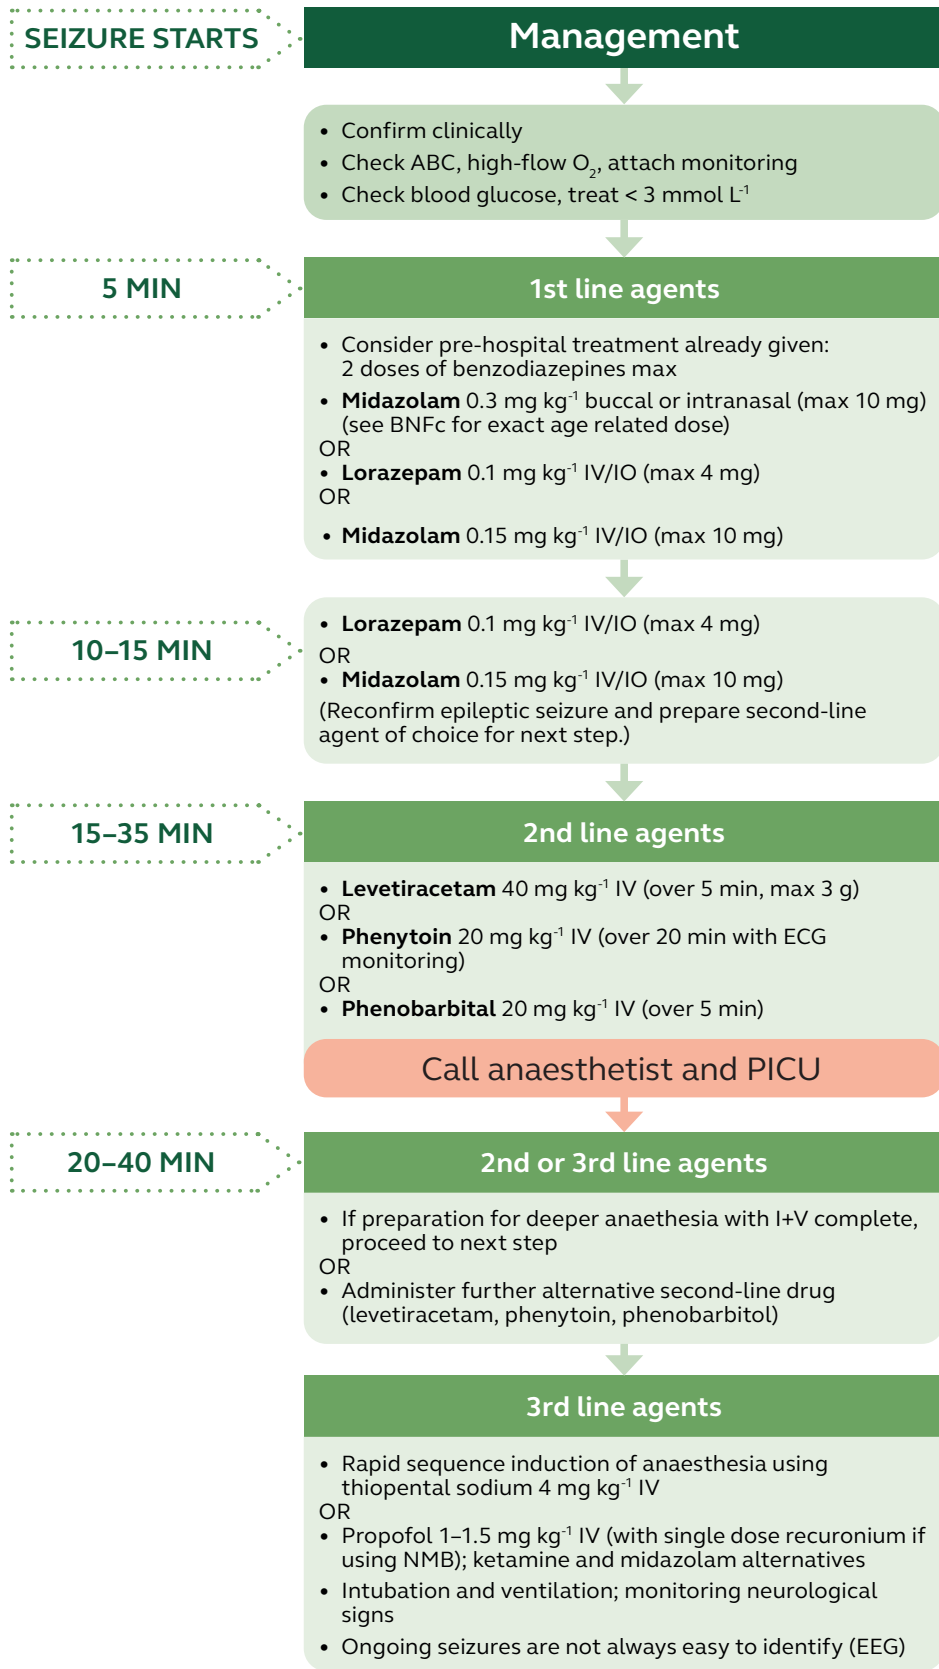 SEIZURE STARTS
Management
• Confirm clinically
• Check ABC, high-flow O₂, attach monitoring
• Check blood glucose, treat < 3 mmol L⁻¹
5 MIN
1st line agents
• Consider pre-hospital treatment already given:
2 doses of benzodiazepines max
• Midazolam 0.3 mg kg⁻¹ buccal or intranasal (max 10 mg)
(see BNFc for exact age related dose)
OR
• Lorazepam 0.1 mg kg⁻¹ IV/IO (max 4 mg)
OR
• Midazolam 0.15 mg kg⁻¹ IV/IO (max 10 mg)
10–15 MIN
• Lorazepam 0.1 mg kg⁻¹ IV/IO (max 4 mg)
OR
• Midazolam 0.15 mg kg⁻¹ IV/IO (max 10 mg)
(Reconfirm epileptic seizure and prepare second-line
agent of choice for next step.)
15–35 MIN
2nd line agents
• Levetiracetam 40 mg kg⁻¹ IV (over 5 min, max 3 g)
OR
• Phenytoin 20 mg kg⁻¹ IV (over 20 min with ECG
monitoring)
OR
• Phenobarbital 20 mg kg⁻¹ IV (over 5 min)
Call anaesthetist and PICU
20–40 MIN
2nd or 3rd line agents
• If preparation for deeper anaethesia with I+V complete,
proceed to next step
OR
• Administer further alternative second-line drug
(levetiracetam, phenytoin, phenobarbitol)
3rd line agents
• Rapid sequence induction of anaesthesia using
thiopental sodium 4 mg kg⁻¹ IV
OR
• Propofol 1–1.5 mg kg⁻¹ IV (with single dose recuronium if
using NMB); ketamine and midazolam alternatives
• Intubation and ventilation; monitoring neurological
signs
• Ongoing seizures are not always easy to identify (EEG)